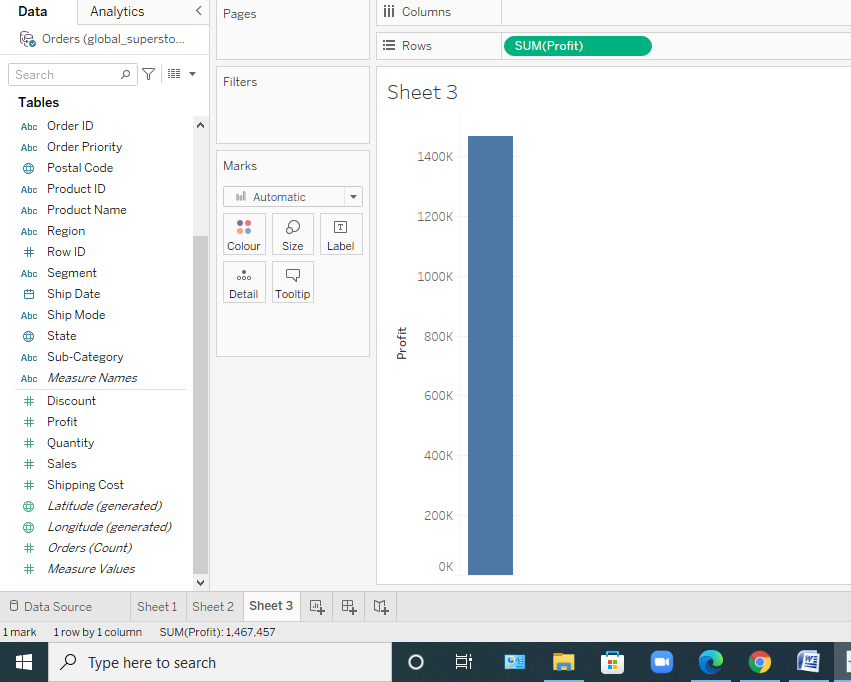 Data
Analytics
Orders (global_supersto...
Search
Tables
Abc Order ID
Abc Order Priority
Postal Code
Abc Product ID
Abc Product Name
Abc Region
# Row ID
Abc Segment
Ship Date
Abc Ship Mode
State
Abc Sub-Category
Abc Measure Names
# Discount
# Profit
# Quantity
# Sales
# Shipping Cost
Latitude (generated)
Longitude (generated)
# Orders (Count)
# Measure Values
Pages
Filters
Marks
Automatic
Colour
Size
T
Label
Detail
Tooltip
Columns
Rows
SUM(Profit)
Sheet 3
Profit
1400K
1200K
1000K
800K
600K
400K
200K
0K
Data Source
Sheet 1
Sheet 2
Sheet 3
1 mark
1 row by 1 column
SUM(Profit): 1,467,457
Type here to search
W